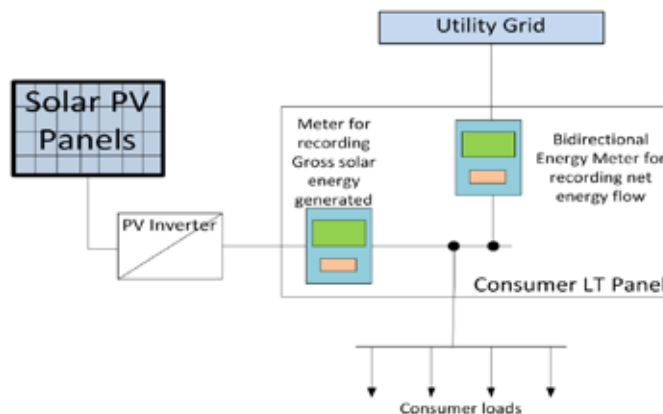 Utility Grid
Solar PV
Panels
Meter for
recording
Gross solar
energy
generated
Bidirectional
Energy Meter for
recording net
energy flow
PV Inverter
Consumer LT Panel
Consumer loads